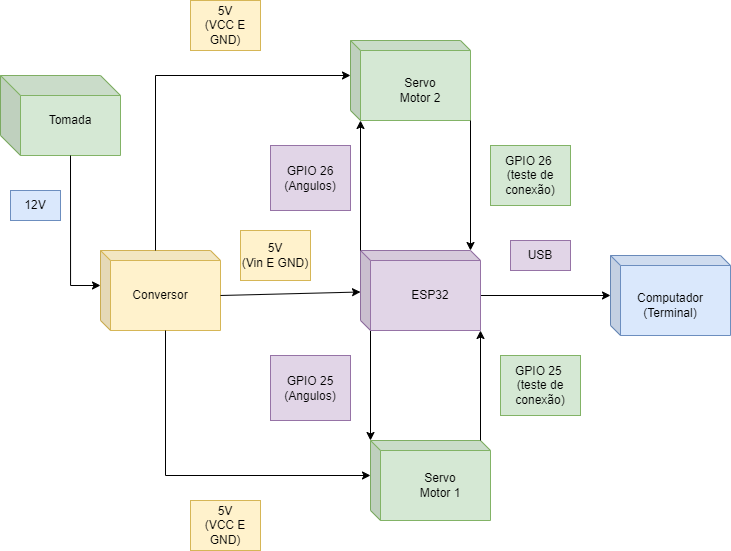 5V
(VCC E
GND)
Servo
Motor 2
Tomada
GPIO 26
(Angulos)
GPIO 26
(teste de
conexão)
12V
5V
(Vin E GND)
USB
Conversor
ESP32
Computador
(Terminal)
GPIO 25
(Angulos)
GPIO 25
(teste de
conexão)
Servo
Motor 1
5V
(VCC E
GND)